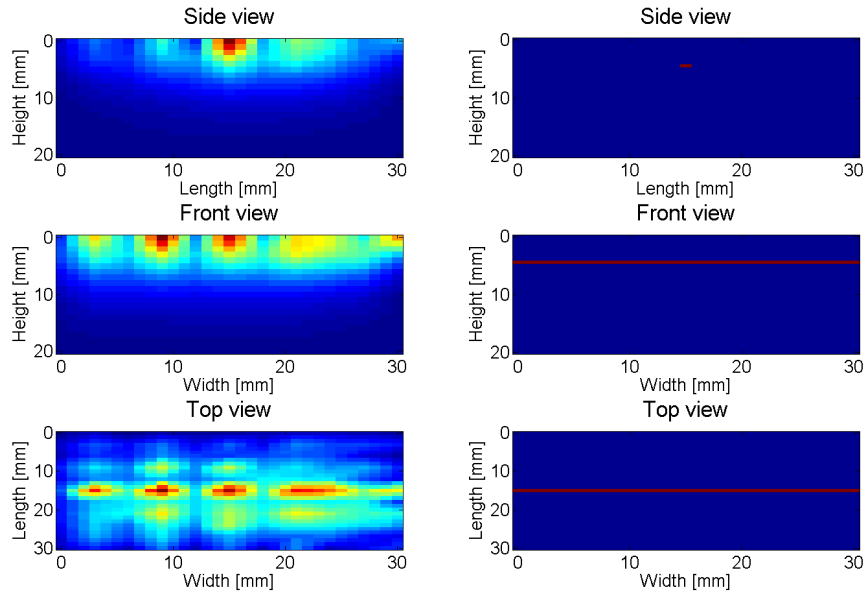 Side view
0
10
20
Height [mm]
0 10 20 30
Length [mm]
Side view
0
10
20
Height [mm]
0 10 20 30
Length [mm]
Front view
0
10
20
Height [mm]
0 10 20 30
Width [mm]
Front view
0
10
20
Height [mm]
0 10 20 30
Width [mm]
Top view
0
10
20
30
Length [mm]
0 10 20 30
Width [mm]
Top view
0
10
20
30
Length [mm]
0 10 20 30
Width [mm]